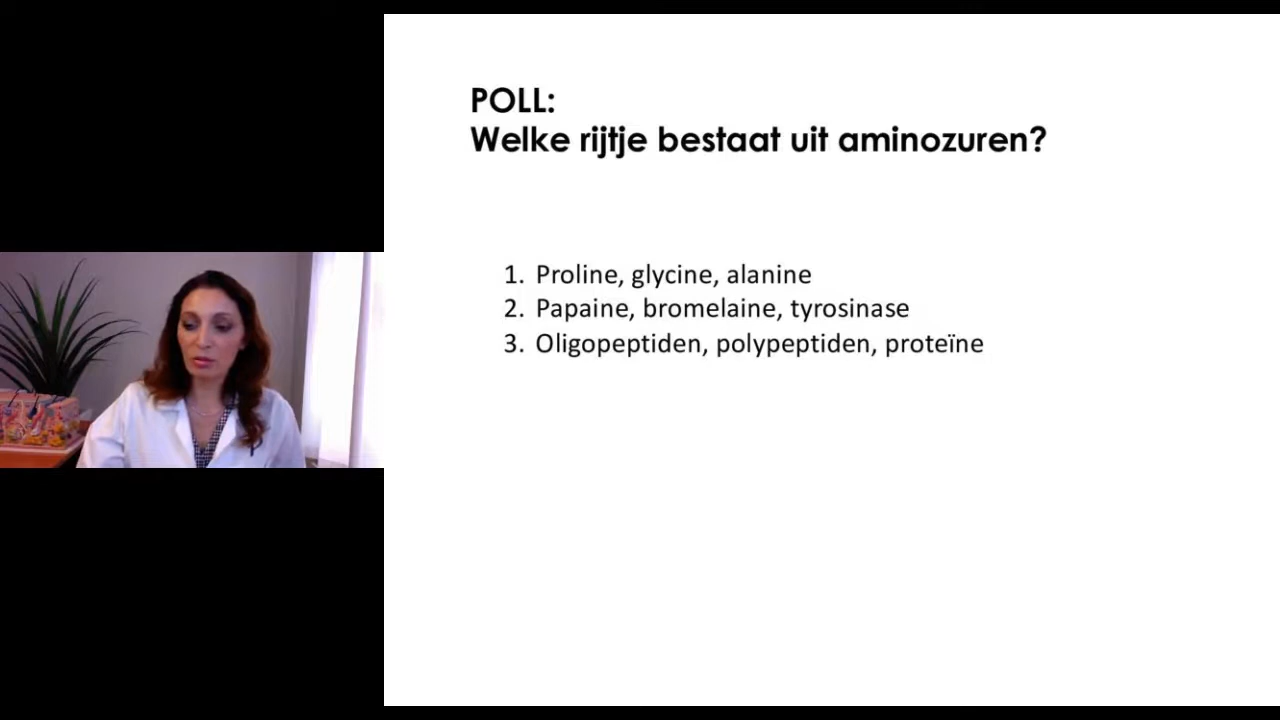 POLL:
Welke rijtje bestaat uit aminozuren?
1. Proline, glycine, alanine
2. Papaine, bromelaine, tyrosinase
3. Oligopeptiden, polypeptiden, proteïne